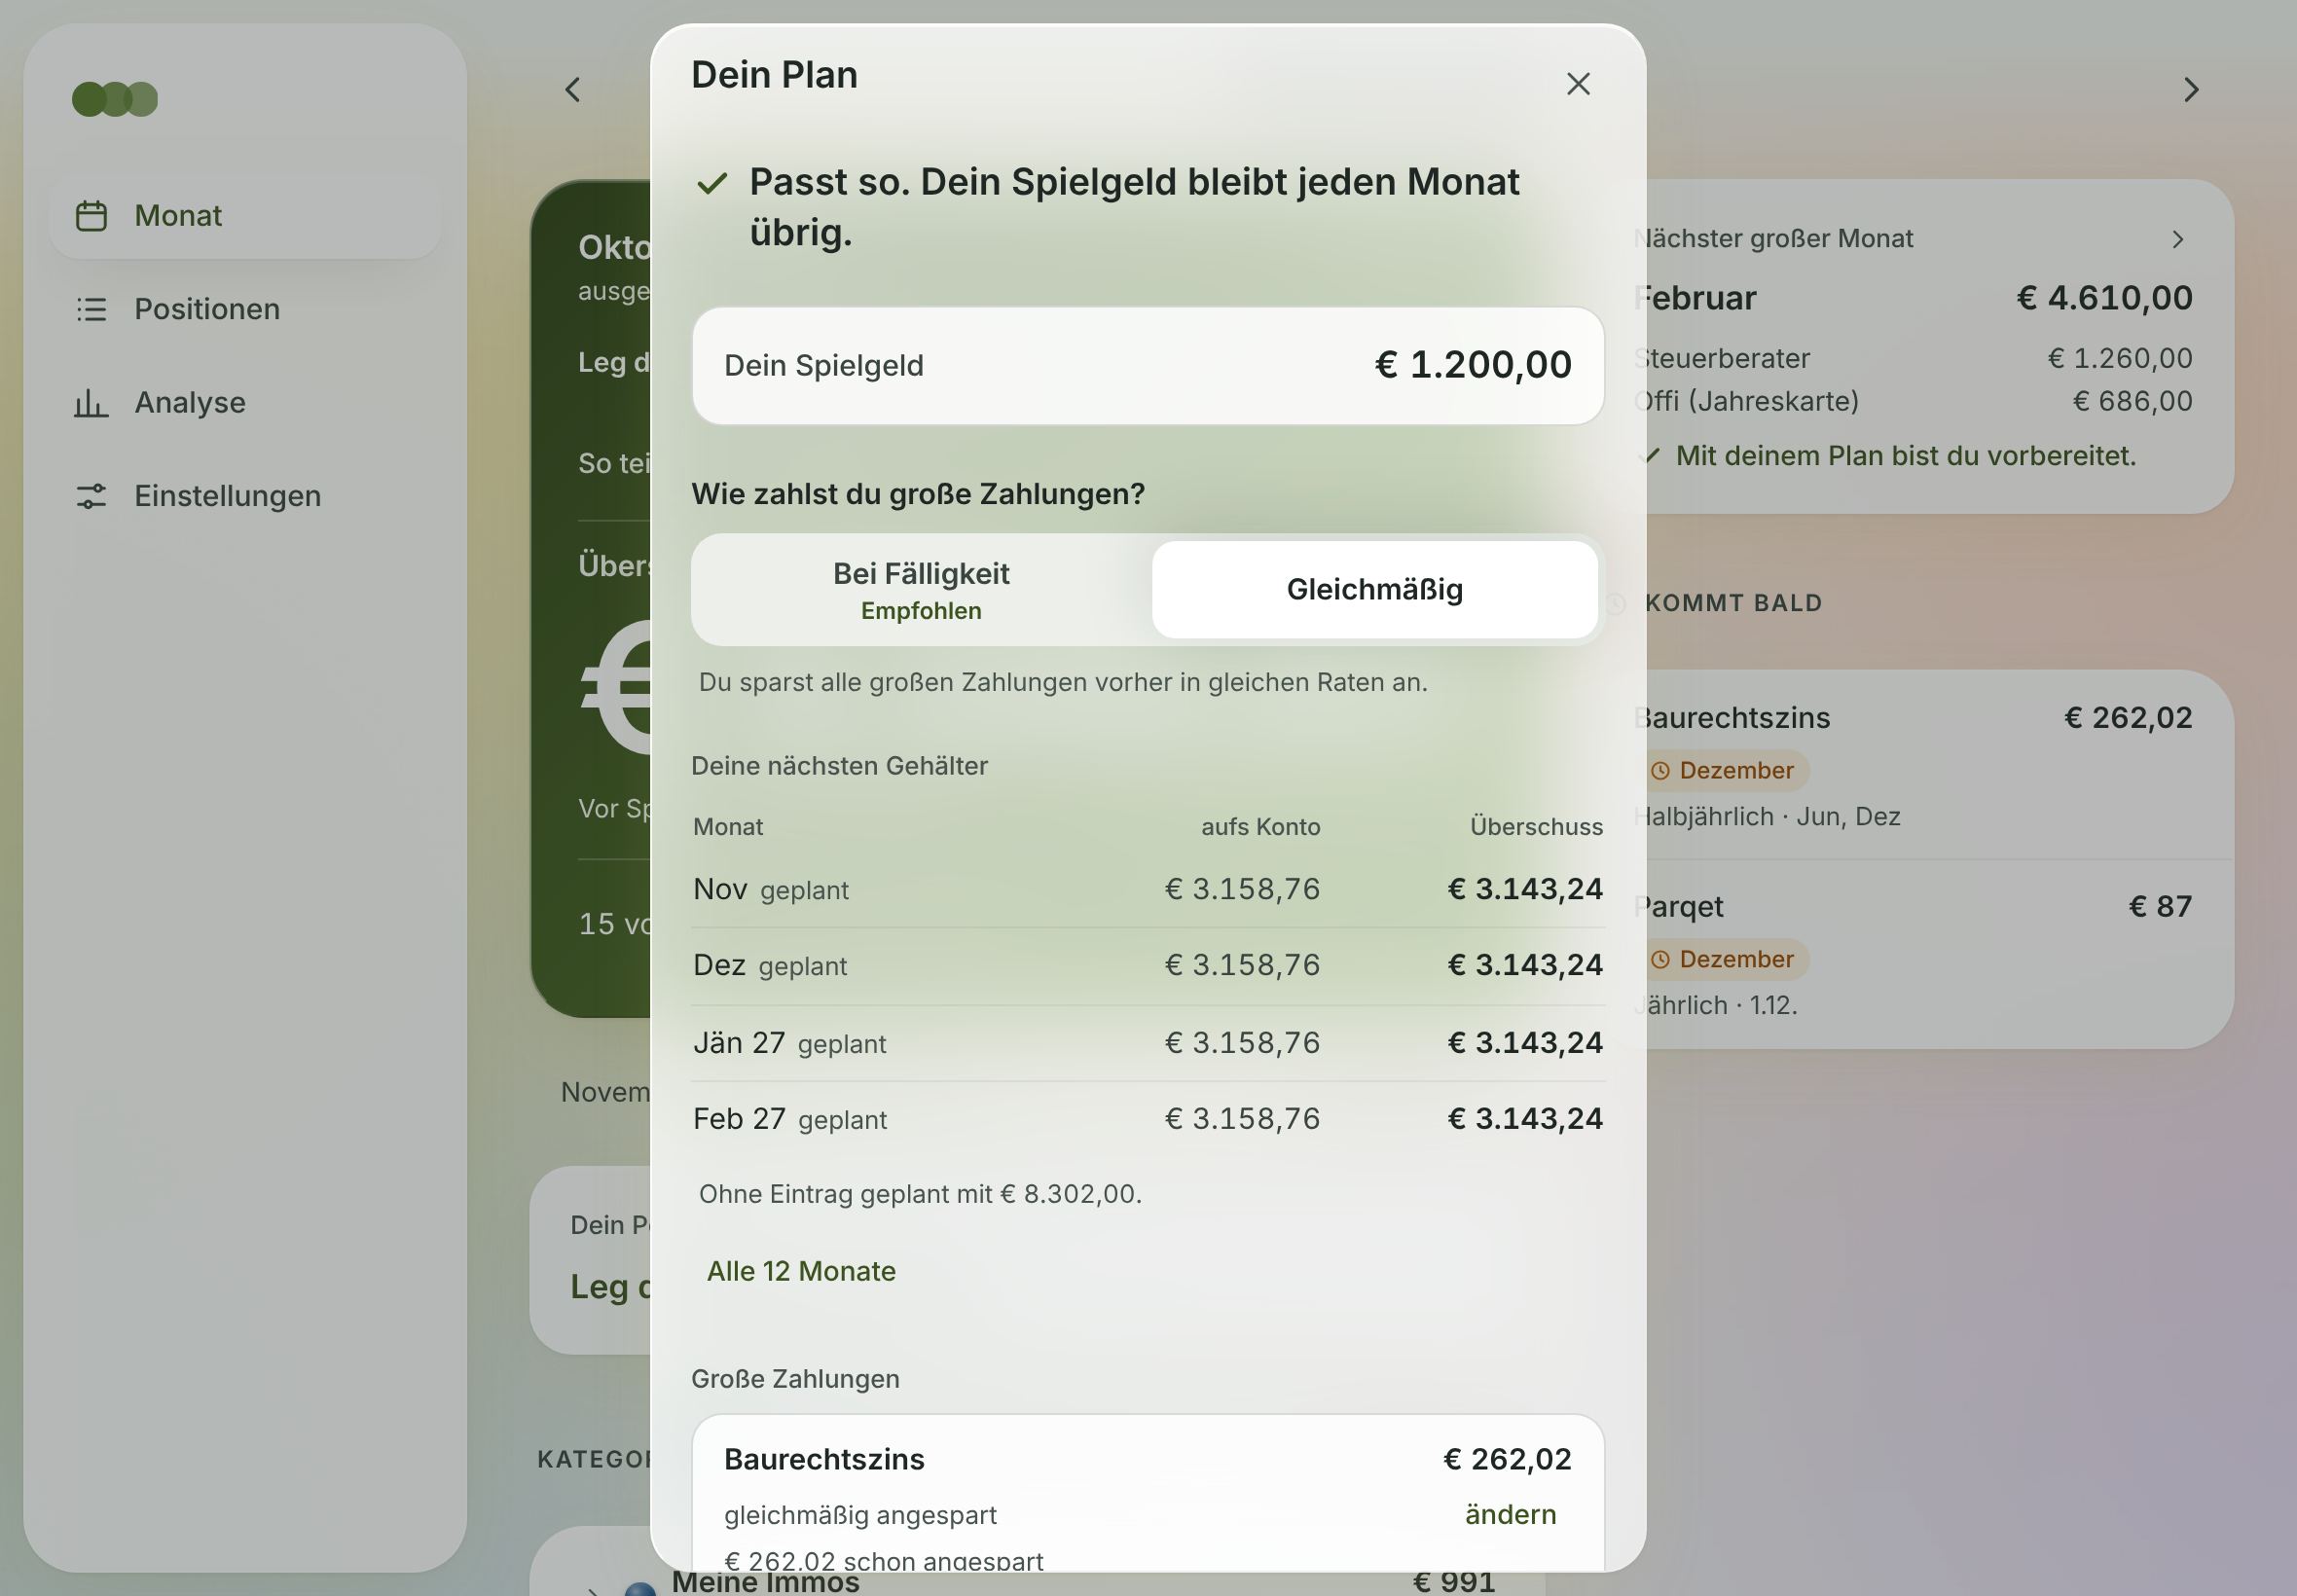 Monat
Positionen
Analyse
Einstellungen
Okto
ausge
Leg d
So tei
Übers
€
Vor Sp
15 vo
Novem
Dein Po
Leg d
KATEGOR
Meine Immos
€ 991
Dein Plan
Passt so. Dein Spielgeld bleibt jeden Monat
übrig.
Dein Spielgeld € 1.200,00
Wie zahlst du große Zahlungen?
Bei Fälligkeit
Empfohlen
Gleichmäßig
Du sparst alle großen Zahlungen vorher in gleichen Raten an.
Deine nächsten Gehälter
Monat aufs Konto Überschuss
Nov geplant € 3.158,76 € 3.143,24
Dez geplant € 3.158,76 € 3.143,24
Jän 27 geplant € 3.158,76 € 3.143,24
Feb 27 geplant € 3.158,76 € 3.143,24
Ohne Eintrag geplant mit € 8.302,00.
Alle 12 Monate
Große Zahlungen
Baurechtszins € 262,02
gleichmäßig angespart ändern
€ 262,02 schon angespart
Nächster großer Monat
Februar € 4.610,00
Steuerberater € 1.260,00
Offi (Jahreskarte) € 686,00
Mit deinem Plan bist du vorbereitet.
KOMMT BALD
Baurechtszins € 262,02
Dezember
Halbjährlich · Jun, Dez
Parqet € 87
Dezember
Jährlich · 1.12.